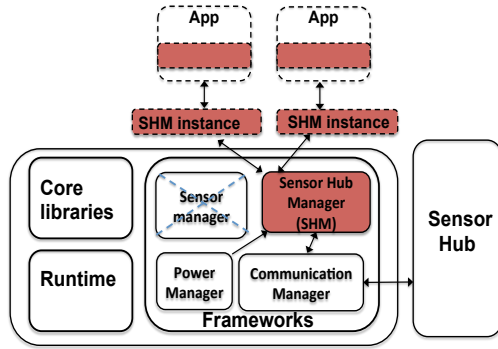 App
App
SHM instance
SHM instance
Core
libraries
Sensor
manager
Sensor Hub
Manager
(SHM)
Sensor
Hub
Runtime
Power
Manager
Communication
Manager
Frameworks